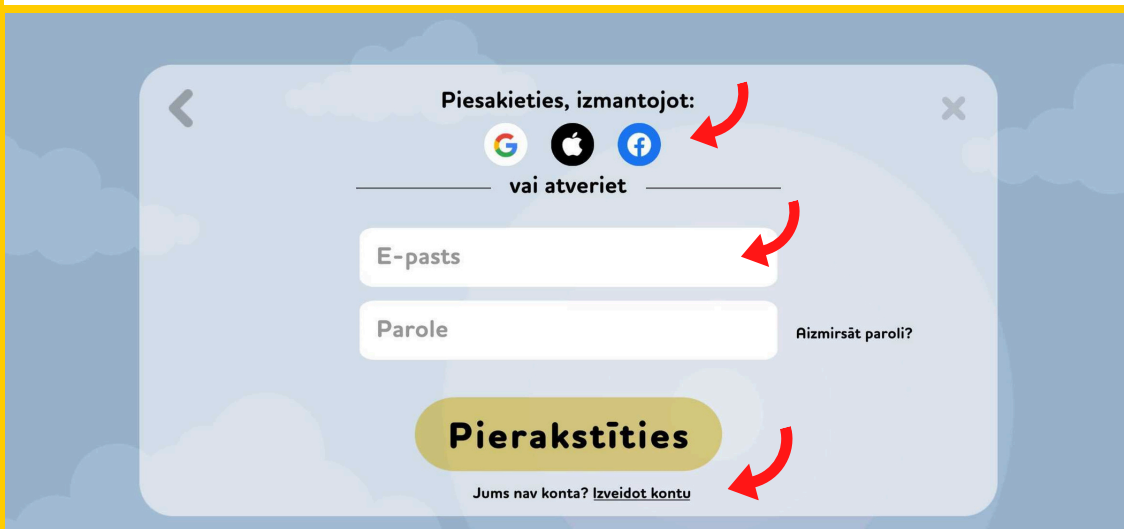 Piesakieties, izmantojot:
vai atveriet
E-pasts
Parole
Aizmirsāt paroli?
Pierakstīties
Jums nav konta? Izveidot kontu